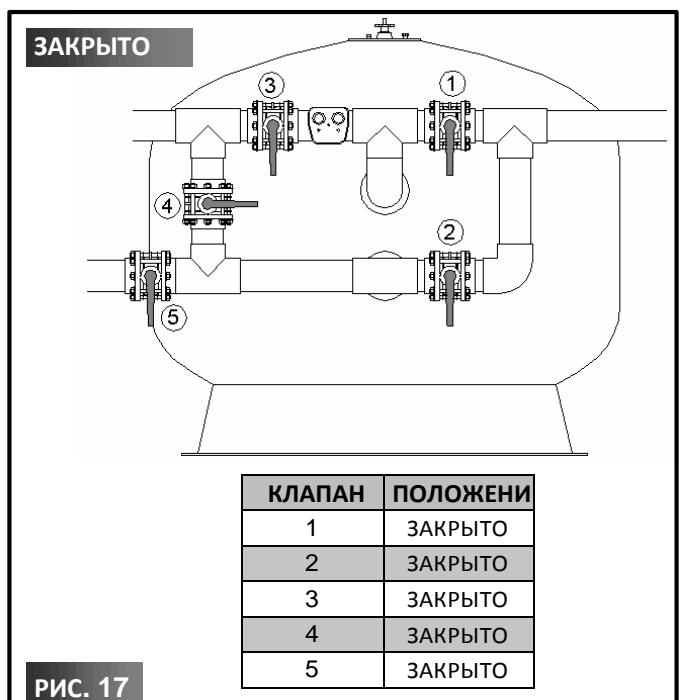 ЗАКРЫТО
3
1
4
2
5
КЛАПАН ПОЛОЖЕНИ
1 ЗАКРЫТО
2 ЗАКРЫТО
3 ЗАКРЫТО
4 ЗАКРЫТО
5 ЗАКРЫТО
РИС. 17